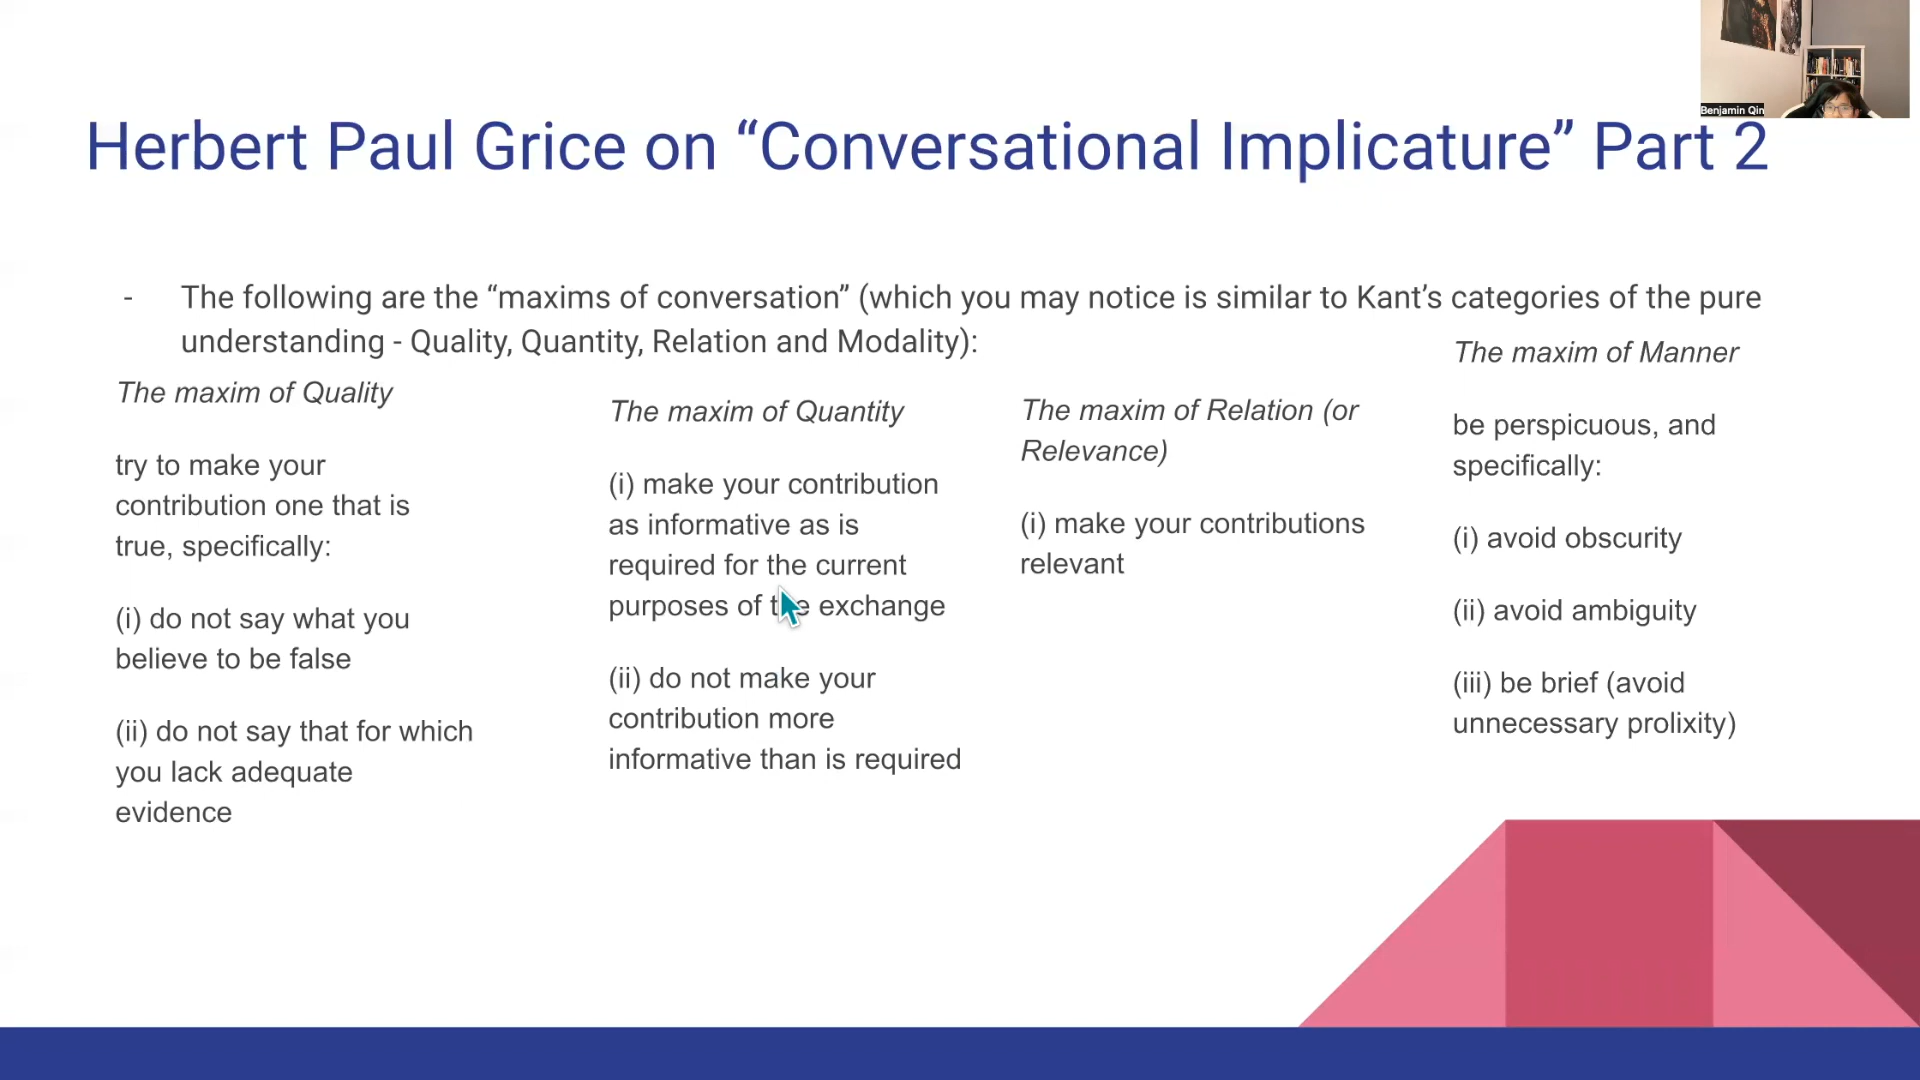 Benjamin Qin
Herbert Paul Grice on “Conversational Implicature” Part 2
- The following are the “maxims of conversation” (which you may notice is similar to Kant’s categories of the pure
understanding - Quality, Quantity, Relation and Modality):
The maxim of Quality
try to make your
contribution one that is
true, specifically:
(i) do not say what you
believe to be false
(ii) do not say that for which
you lack adequate
evidence
The maxim of Quantity
(i) make your contribution
as informative as is
required for the current
purposes of the exchange
(ii) do not make your
contribution more
informative than is required
The maxim of Relation (or
Relevance)
(i) make your contributions
relevant
The maxim of Manner
be perspicuous, and
specifically:
(i) avoid obscurity
(ii) avoid ambiguity
(iii) be brief (avoid
unnecessary prolixity)